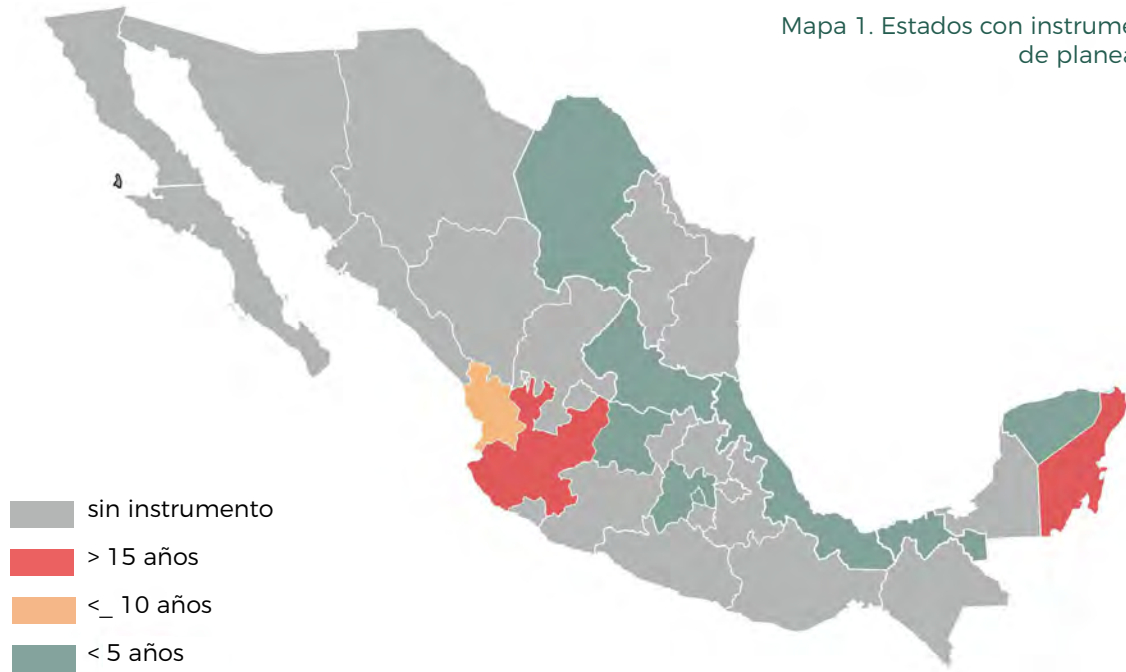 Mapa 1. Estados con instrume
de planea
sin instrumento
> 15 años
<_ 10 años
< 5 años